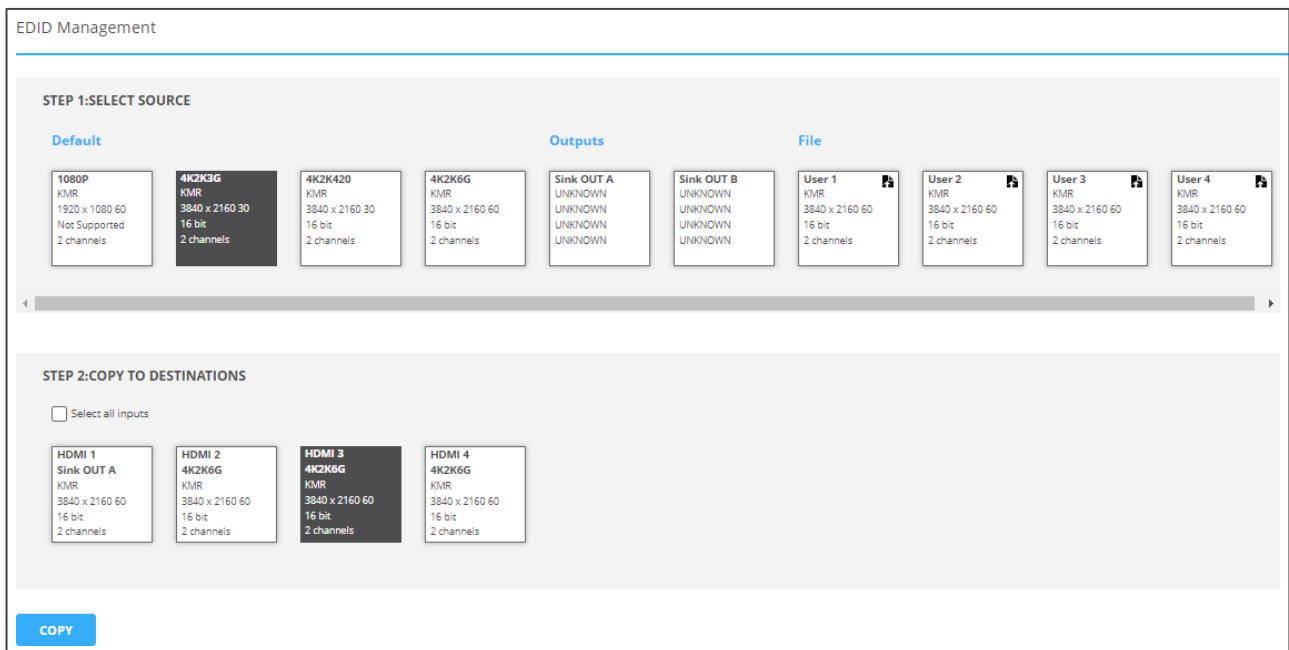 EDID Management
STEP 1:SELECT SOURCE
Default
Outputs
File
1080P
KMR
1920 x 1080 60
Not Supported
2 channels
4K2K3G
KMR
3840 x 2160 30
16 bit
2 channels
4K2K420
KMR
3840 x 2160 30
16 bit
2 channels
4K2K6G
KMR
3840 x 2160 60
16 bit
2 channels
Sink OUT A
UNKNOWN
UNKNOWN
UNKNOWN
UNKNOWN
Sink OUT B
UNKNOWN
UNKNOWN
UNKNOWN
UNKNOWN
User 1
KMR
3840 x 2160 60
16 bit
2 channels
User 2
KMR
3840 x 2160 60
16 bit
2 channels
User 3
KMR
3840 x 2160 60
16 bit
2 channels
User 4
KMR
3840 x 2160 60
16 bit
2 channels
STEP 2:COPY TO DESTINATIONS
Select all inputs
HDMI 1
Sink OUT A
KMR
3840 x 2160 60
16 bit
2 channels
HDMI 2
4K2K6G
KMR
3840 x 2160 60
16 bit
2 channels
HDMI 3
4K2K6G
KMR
3840 x 2160 60
16 bit
2 channels
HDMI 4
4K2K6G
KMR
3840 x 2160 60
16 bit
2 channels
COPY